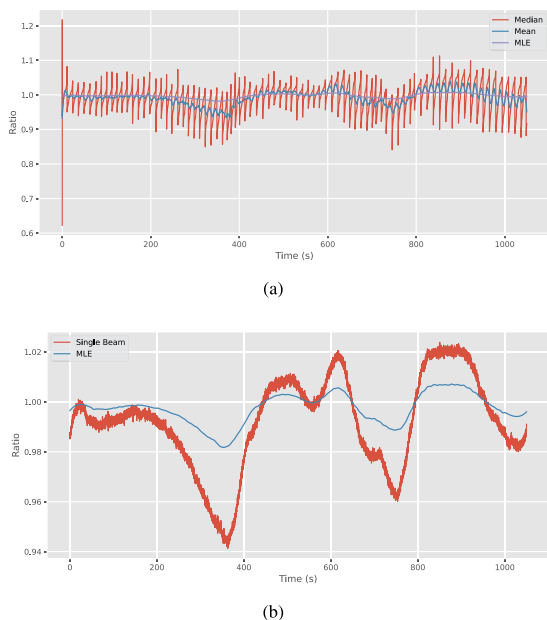 1.2
1.1
1.0
0.9
0.8
0.7
0.6
Ratio
Median
Mean
MLE
0 200 400 600 800 1000
Time (s)
(a)
Single Beam
MLE
1.02
1.00
0.98
0.96
0.94
Ratio
0 200 400 600 800 1000
Time (s)
(b)